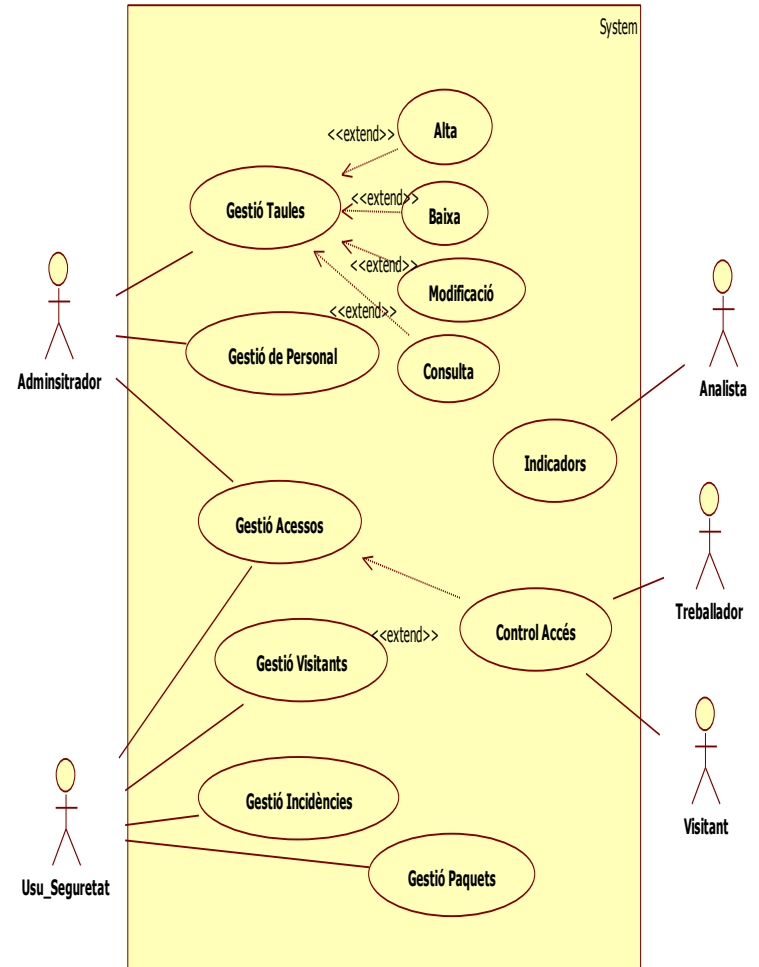 System
<<extend>>
Alta
Gestió Taules
<<extend>>
Baixa
<<extend>>
Modificació
<<extend>>
Gestió de Personal
Consulta
Adminsitrador
Analista
Indicadors
Gestió Acessos
Treballador
Control Accés
<<extend>>
Gestió Visitants
Gestió Incidències
Visitant
Gestió Paquets
Usu_Seguretat